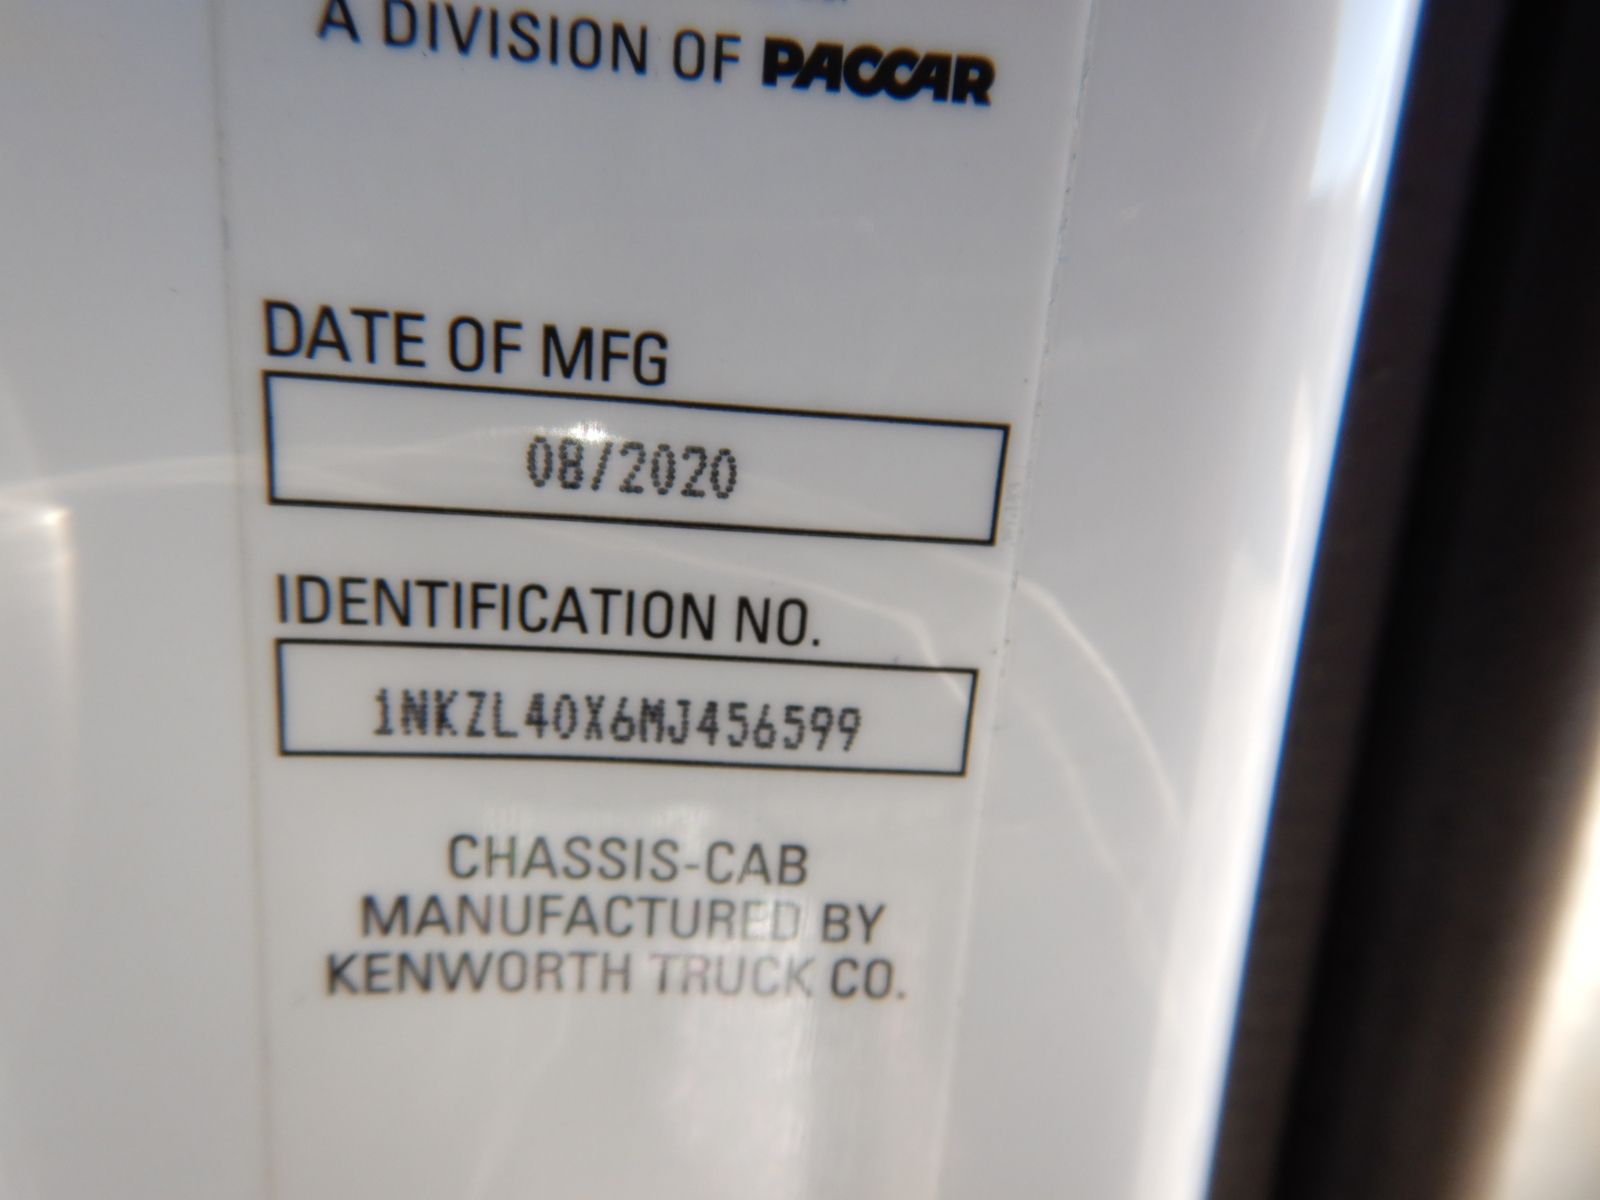 A DIVISION OF PACCAR
DATE OF MFG
08/2020
IDENTIFICATION NO.
1NKZL40X6MJ456599
CHASSIS-CAB
MANUFACTURED BY
KENWORTH TRUCK CO.